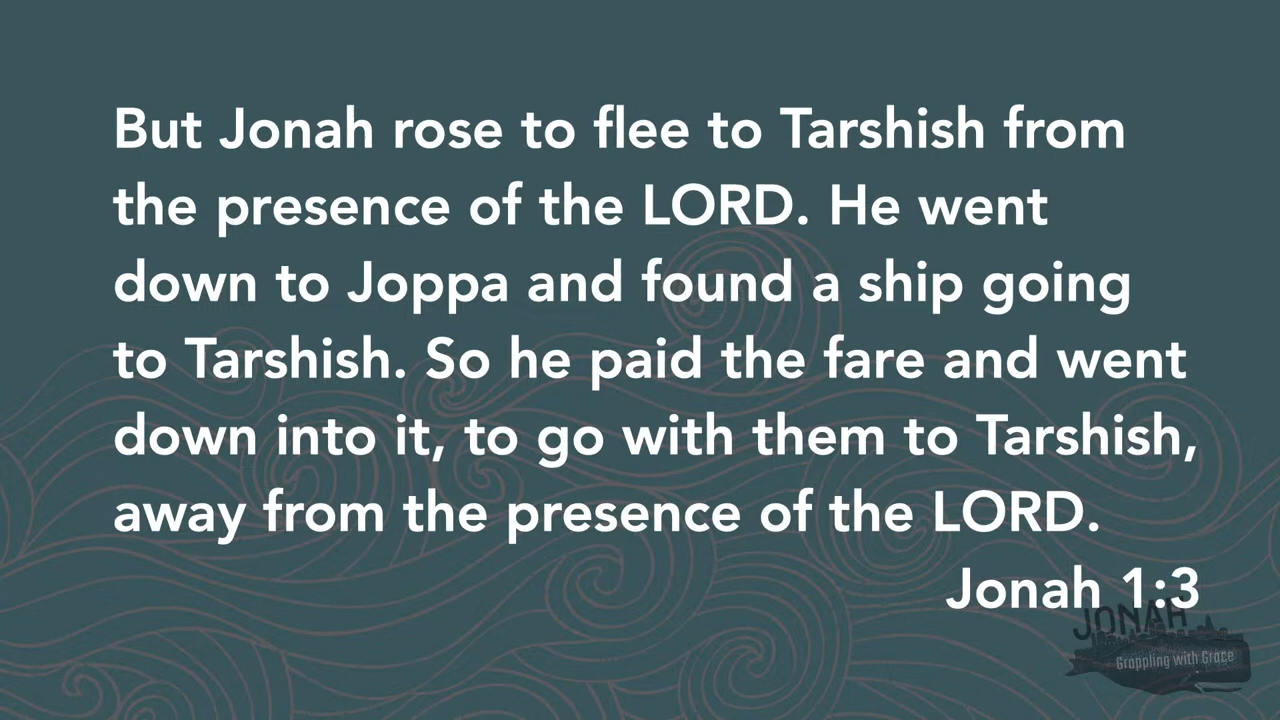 But Jonah rose to flee to Tarshish from
the presence of the LORD. He went
down to Joppa and found a ship going
to Tarshish. So he paid the fare and went
down into it, to go with them to Tarshish,
away from the presence of the LORD.
Jonah 1:3
JONAH
Grappling with Grace